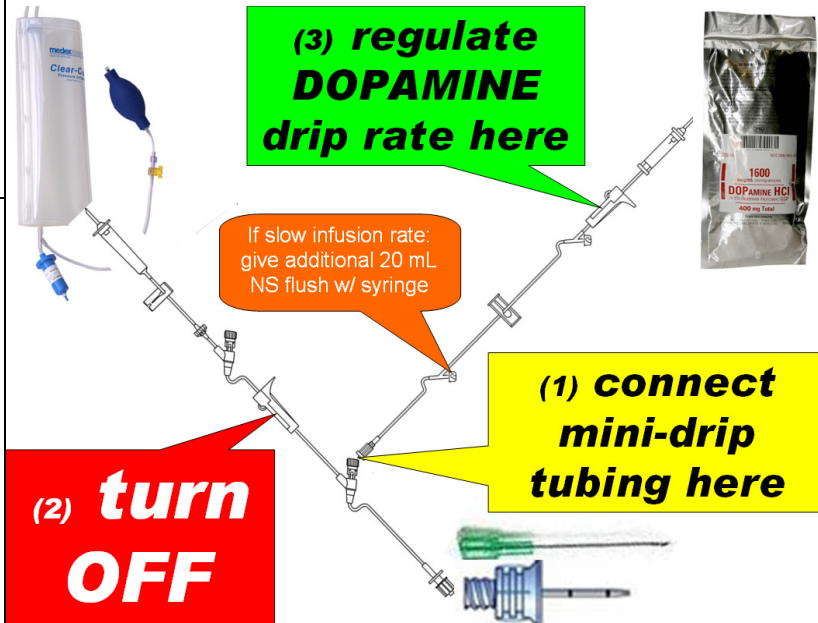 medex
Clear-Cu
(3) regulate
DOPAMINE
drip rate here
1600
DOPAMINE HCl
400 mg Total
If slow infusion rate:
give additional 20 mL
NS flush w/ syringe
(1) connect
mini-drip
tubing here
(2) turn
OFF